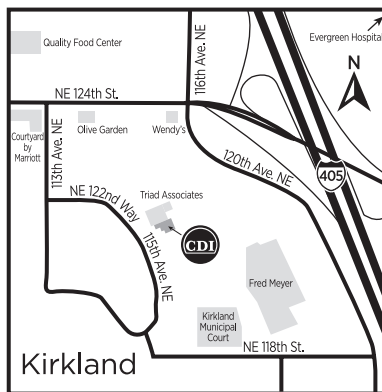 Quality Food Center
116th Ave. NE
Evergreen Hospital
N
NE 124th St.
Courtyard
by
Marriott
113th Ave. NE
Olive Garden
Wendy's
120th Ave. NE
405
NE 122nd Way
Triad Associates
115th Ave. NE
CDI
Fred Meyer
Kirkland
Municipal
Court
NE 118th St.
Kirkland